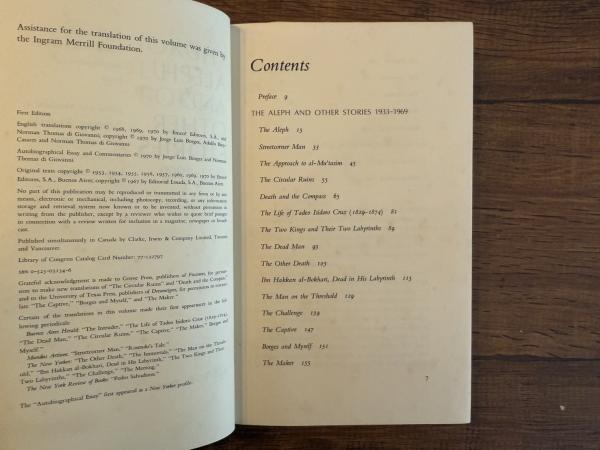 Assistance for the translation of this volume was given by
the Ingram Merrill Foundation.
First Edition
English translations copyright © 1968, 1969, 1970 by Emecé Editores, S.A., and
Norman Thomas di Giovanni; copyright © 1970 by Jorge Luis Borges, Adolfo Bioy-
Casares and Norman Thomas di Giovanni
Autobiographical Essay and Commentaries © 1970 by Jorge Luis Borges and Norman
Thomas di Giovanni
Original texts copyright © 1953, 1954, 1955, 1956, 1960, 1969, 1970 by Emecé
Editores, S.A., Buenos Aires; copyright © 1967 by Editorial Losada, S.A., Buenos Aires.
No part of this publication may be reproduced or transmitted in any form or by any
means, electronic or mechanical, including photocopy, recording, or any information
storage and retrieval system now known or to be invented, without permission in
writing from the publisher, except by a reviewer who wishes to quote brief passages
in connection with a review written for inclusion in a magazine, newspaper or broad-
cast.
Published simultaneously in Canada by Clarke, Irwin & Company Limited, Toronto
and Vancouver.
Library of Congress Catalog Card Number: 77-122797
SBN 0-525-05154-6
Grateful acknowledgment is made to Grove Press, publishers of Ficciones, for permis-
sion to make new translations of "The Circular Ruins" and "Death and the Compass,"
and to the University of Texas Press, publishers of Dreamtigers, for permission to trans-
late "The Captive," "Borges and Myself," and "The Maker."
Certain of the translations in this volume made their first appearance in the fol-
lowing periodicals:
Buenos Aires Herald: "The Intruder," "The Life of Tadeo Isidoro Cruz (1829-1874),"
"The Dead Man," "The Circular Ruins," "The Captive," "The Maker," "Borges and
Myself."
Mundus Artium: "Streetcorner Man," "Rosendo's Tale."
The New Yorker: "The Other Death," "The Immortals," "The Man on the Thresh-
old," "Ibn Hakkan al-Bokhari, Dead in His Labyrinth," "The Two Kings and Their
Two Labyrinths," "The Challenge," "The Meeting."
The New York Review of Books: "Pedro Salvadores."
The "Autobiographical Essay" first appeared as a New Yorker profile.
Contents
Preface 9
THE ALEPH AND OTHER STORIES 1933–1969
The Aleph 15
Streetcorner Man 33
The Approach to al-Mu'tasim 45
The Circular Ruins 55
Death and the Compass 65
The Life of Tadeo Isidoro Cruz (1829–1874) 81
The Two Kings and Their Two Labyrinths 89
The Dead Man 93
The Other Death 103
Ibn Hakkan al-Bokhari, Dead in His Labyrinth 115
The Man on the Threshold 129
The Challenge 139
The Captive 147
Borges and Myself 151
The Maker 155
7